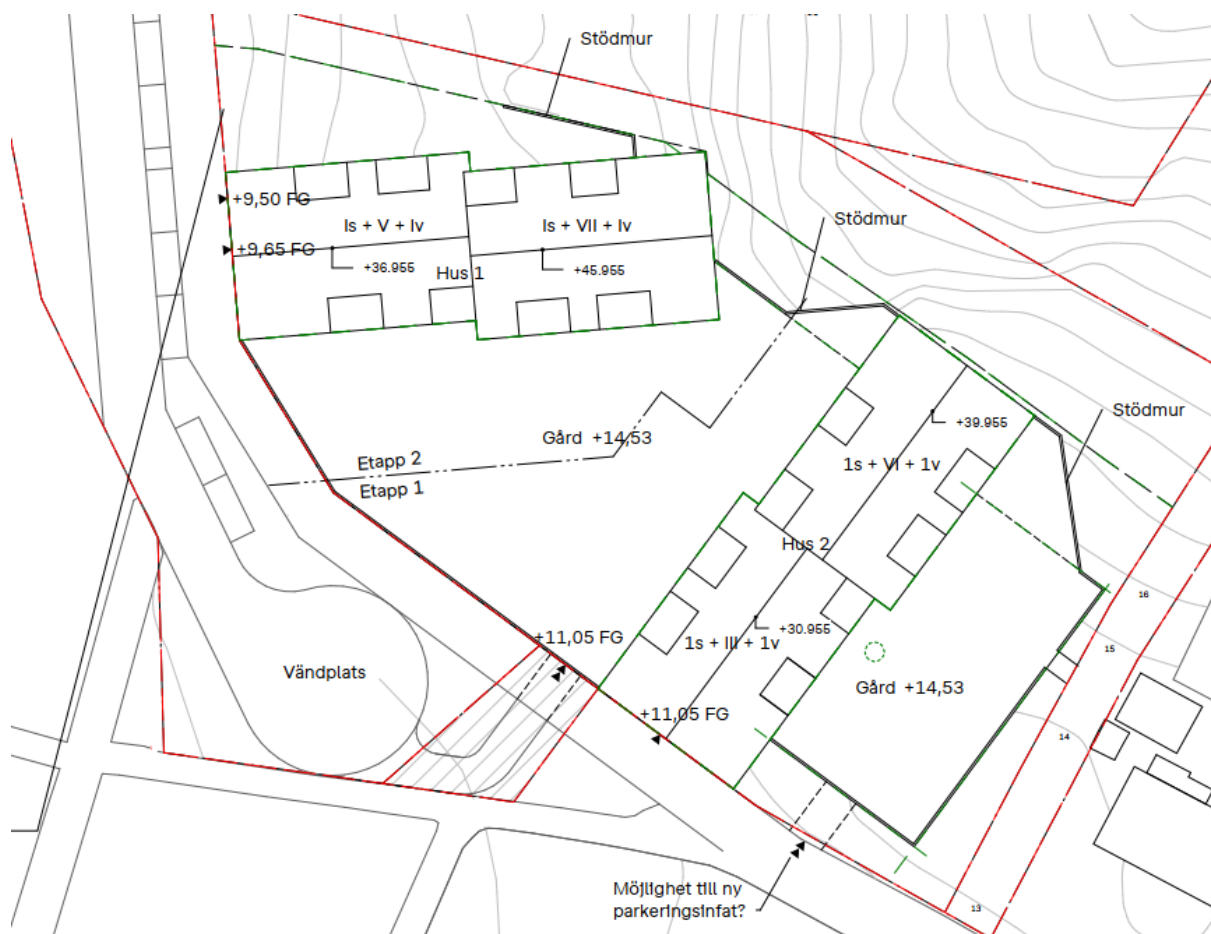 Stödmur
+9,50 FG
Is + V + Iv
Is + VII + Iv
Stödmur
+9,65 FG
+36.955
Hus 1
+45.955
Stödmur
+39.955
Gård +14,53
Etapp 2
Etapp 1
1s + VI + 1v
Hus 2
16
+11,05 FG
1s + III + 1v
+30.955
15
Vändplats
Gård +14,53
+11,05 FG
14
Möjlighet till ny
parkeringsinfat?
13